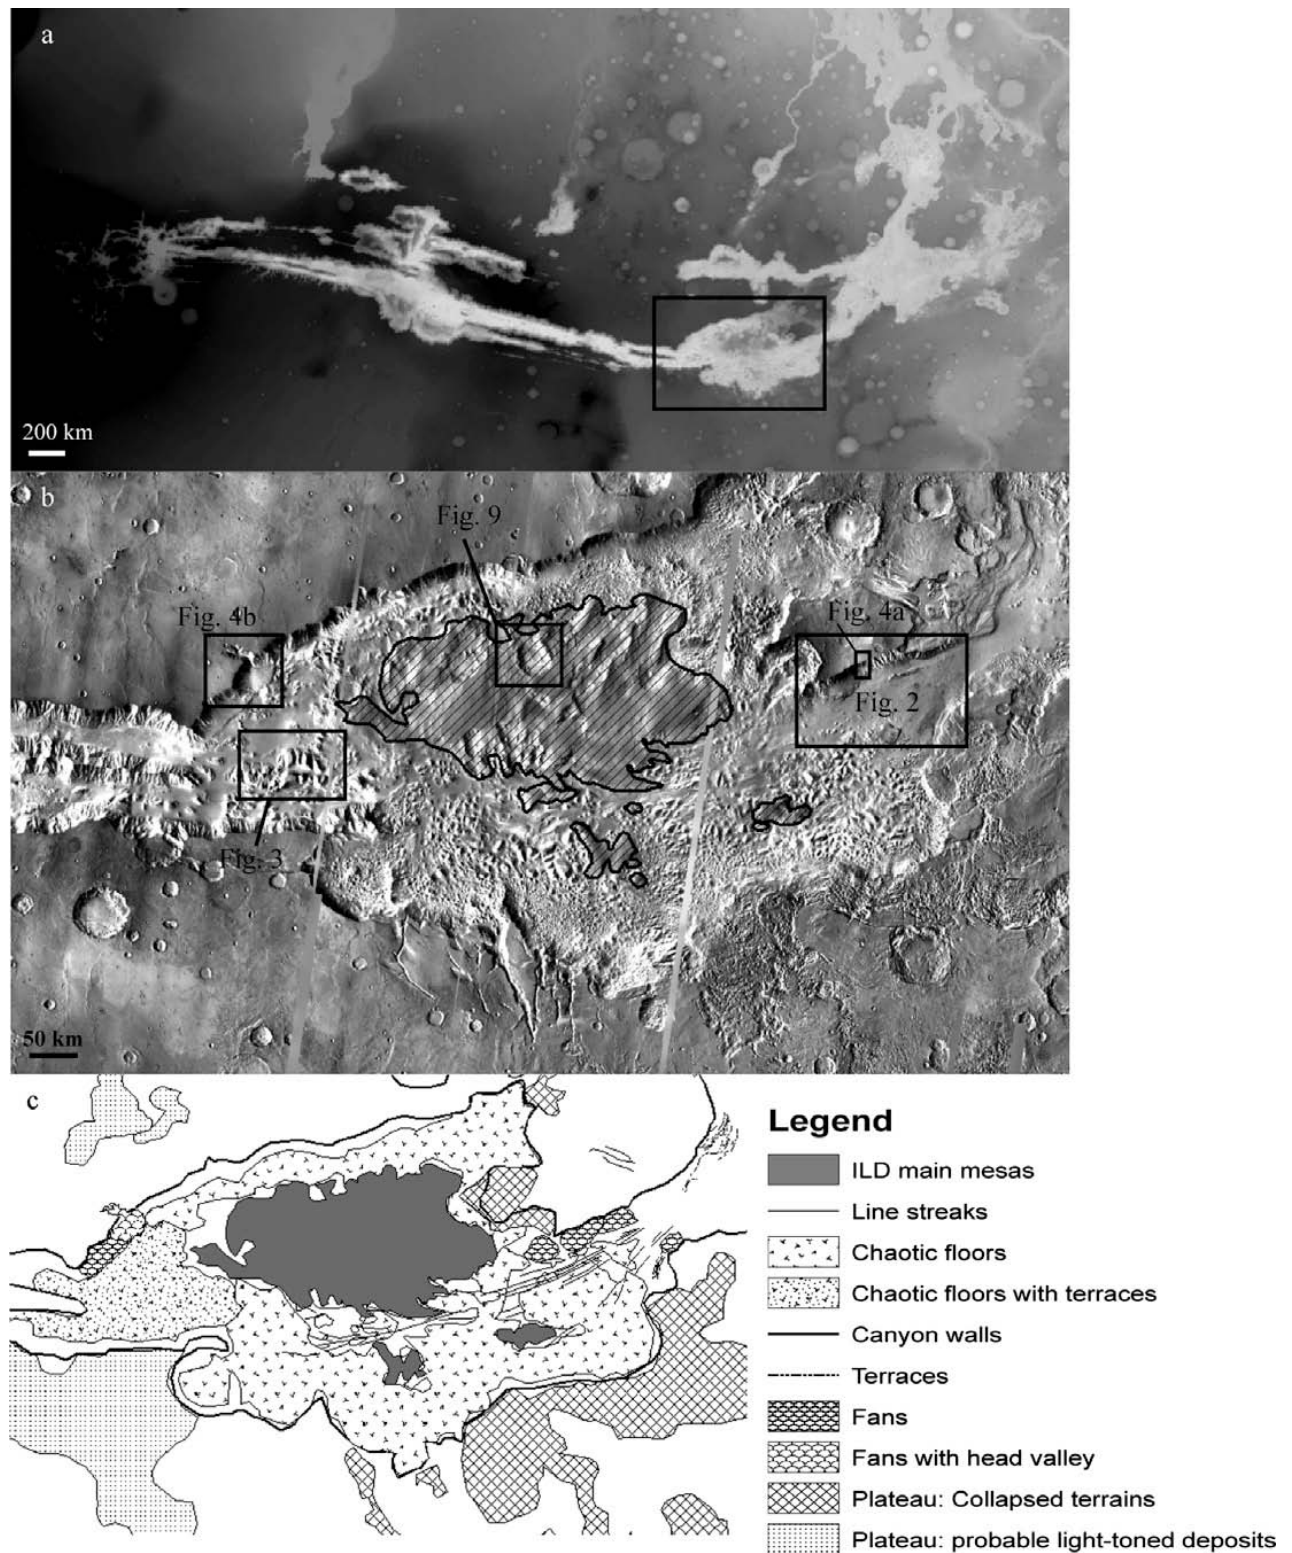 a
200 km
b
Fig. 9
Fig. 4b
Fig. 4a
Fig. 2
Fig. 3
50 km
c
Legend
ILD main mesas
Line streaks
Chaotic floors
Chaotic floors with terraces
Canyon walls
Terraces
Fans
Fans with head valley
Plateau: Collapsed terrains
Plateau: probable light-toned deposits